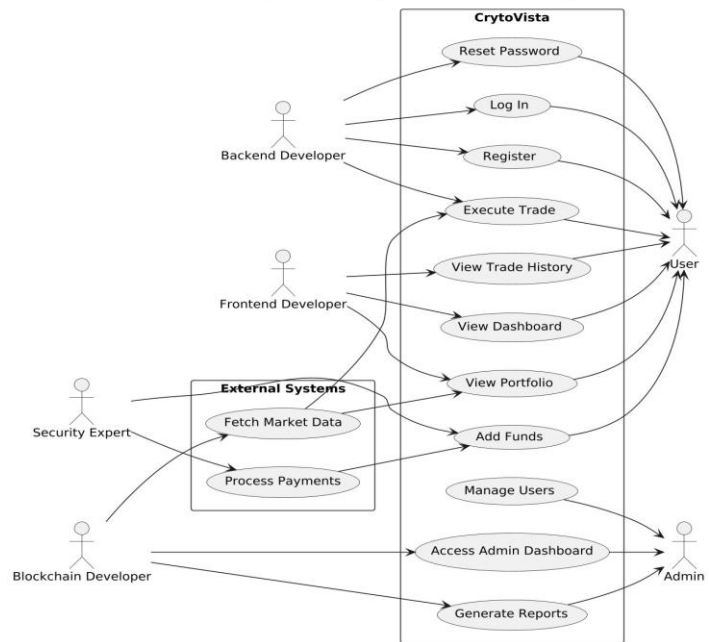 CrytoVista
Reset Password
Log In
Backend Developer
Register
Execute Trade
User
View Trade History
Frontend Developer
View Dashboard
External Systems
View Portfolio
Security Expert
Fetch Market Data
Add Funds
Process Payments
Manage Users
Access Admin Dashboard
Blockchain Developer
Admin
Generate Reports